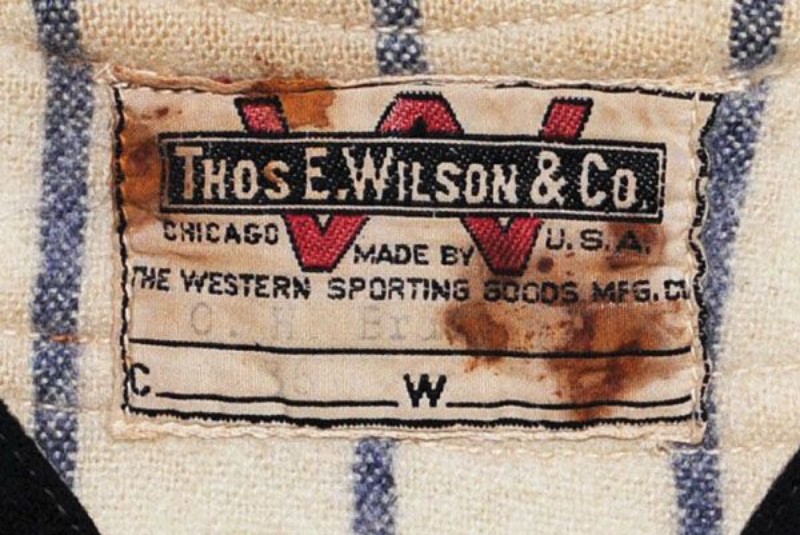 W
THOS E. WILSON & CO.
CHICAGO MADE BY U.S.A.
THE WESTERN SPORTING GOODS MFG. CO
O. H.
C W